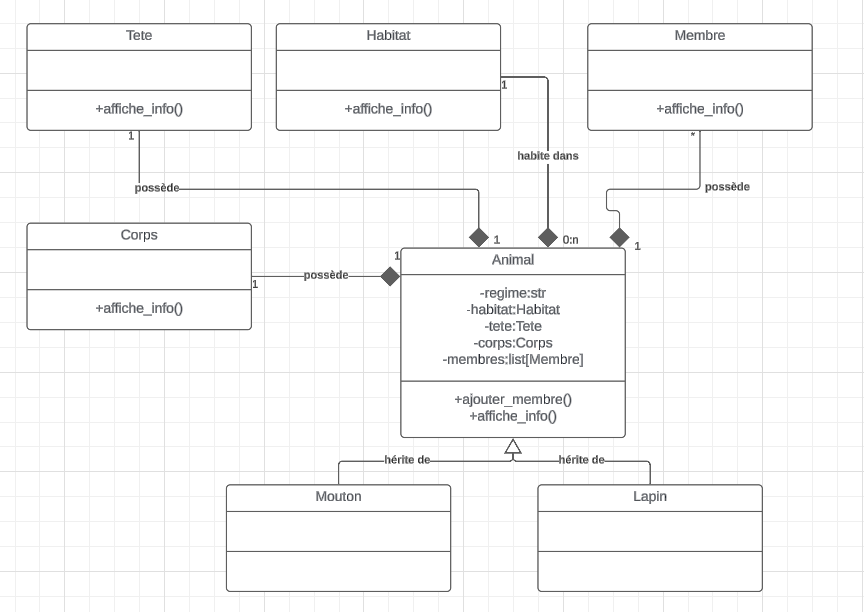 Tete
+affiche_info()
1
Habitat
+affiche_info()
1
Membre
+affiche_info()
*
habite dans
possède
possède
Corps
+affiche_info()
1
possède
1
1
0:n
1
Animal
-regime:str
-habitat:Habitat
-tete:Tete
-corps:Corps
-membres:list[Membre]
+ajouter_membre()
+affiche_info()
hérite de
hérite de
Mouton
Lapin